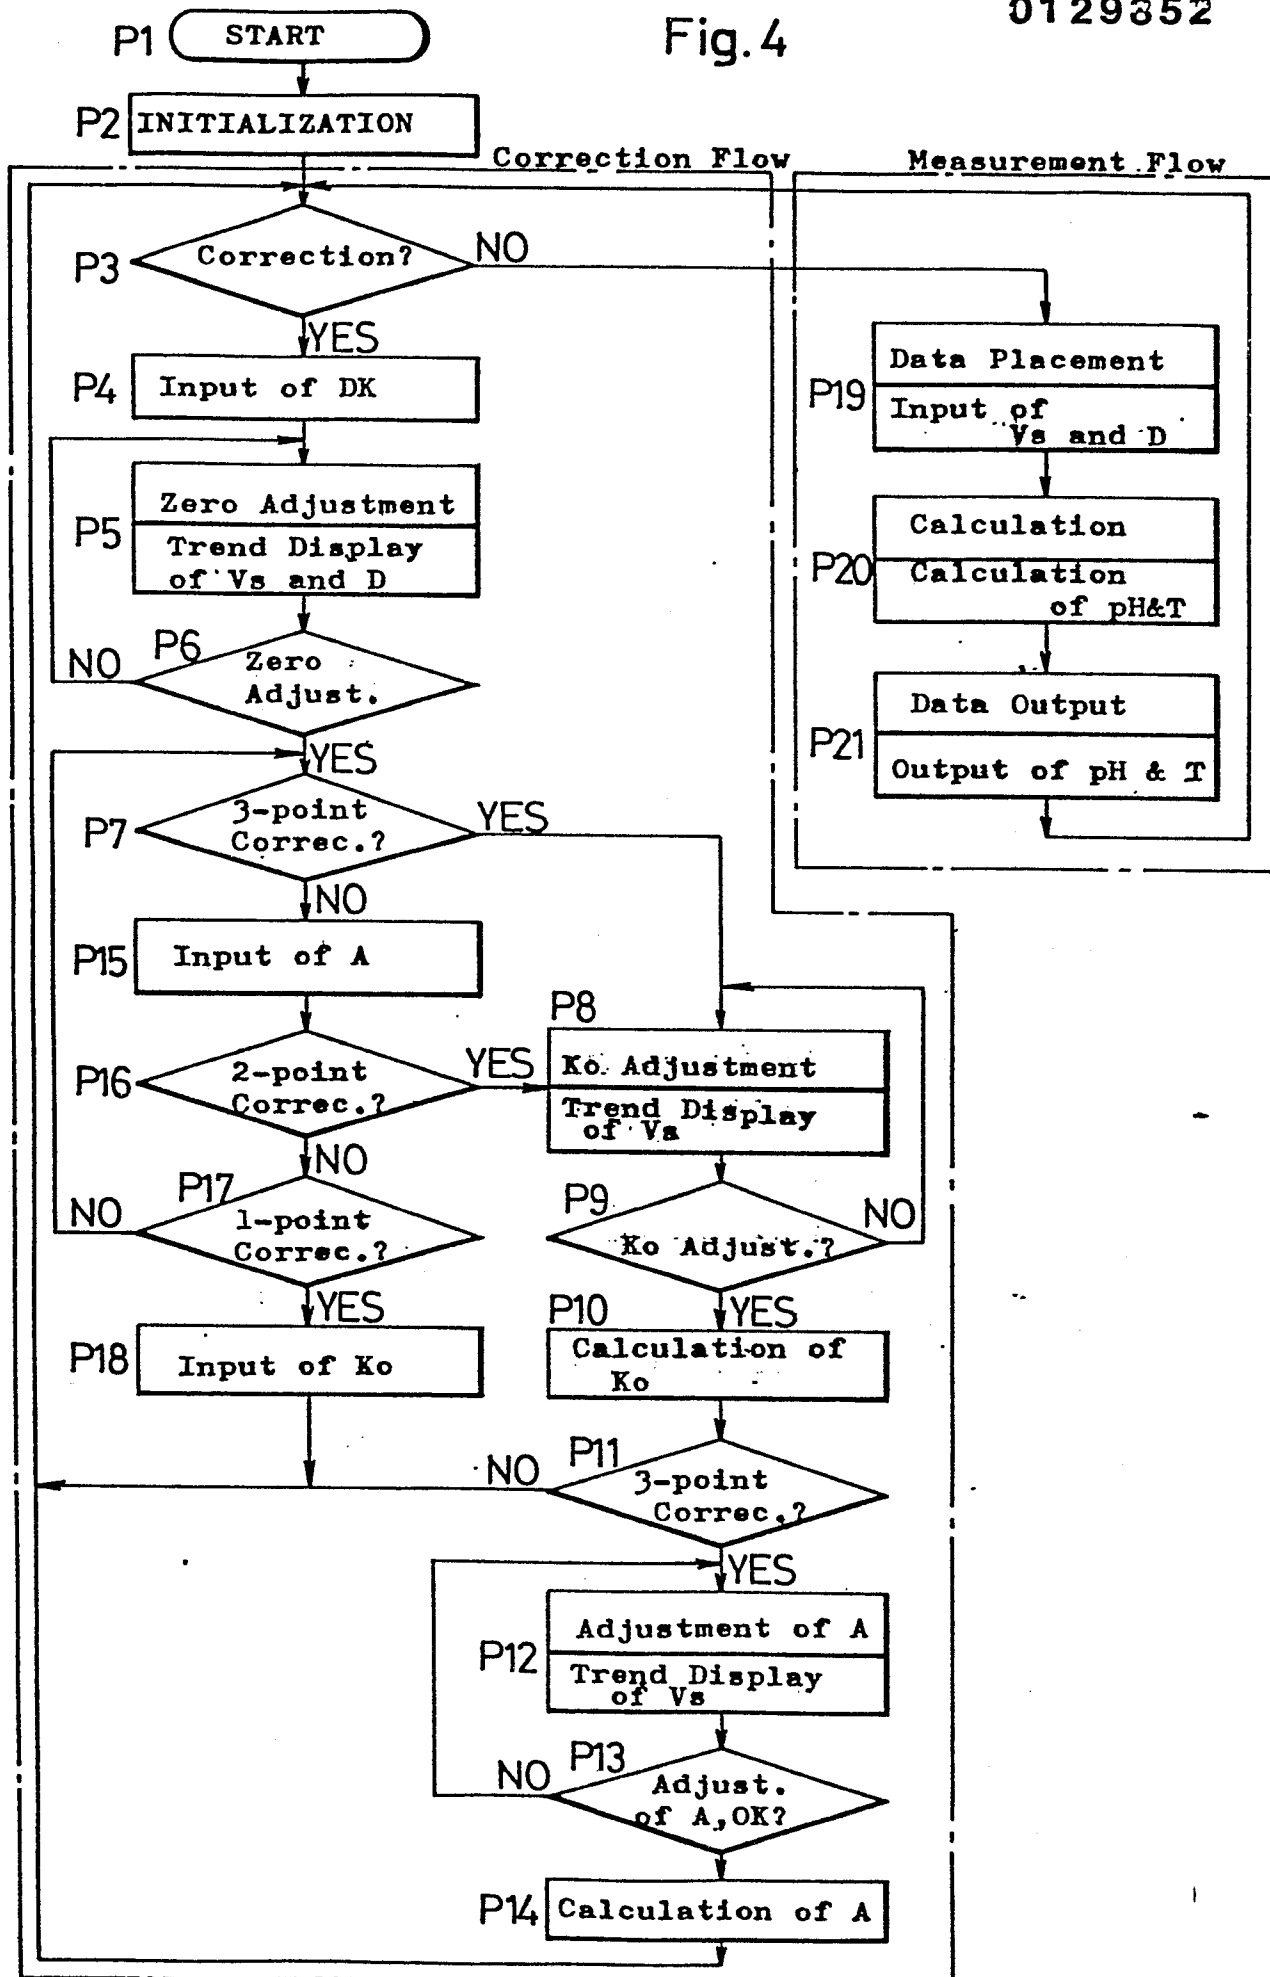 0129852
Fig. 4
P1
START
P2
INITIALIZATION
Correction Flow
Measurement Flow
P3
Correction?
NO
YES
P4
Input of DK
P5
Zero Adjustment
Trend Display
of Vs and D
P6
Zero
Adjust.
NO
YES
P7
3-point
Correc.?
YES
NO
P15
Input of A
P16
2-point
Correc.?
YES
NO
P17
1-point
Correc.?
NO
YES
P18
Input of Ko
P8
Ko Adjustment
Trend Display
of Vs
P9
Ko Adjust.?
NO
YES
P10
Calculation of
Ko
P11
3-point
Correc.?
NO
YES
P12
Adjustment of A
Trend Display
of Vs
P13
Adjust.
of A, OK?
NO
P14
Calculation of A
P19
Data Placement
Input of
Vs and D
P20
Calculation
Calculation
of pH&T
P21
Data Output
Output of pH & T